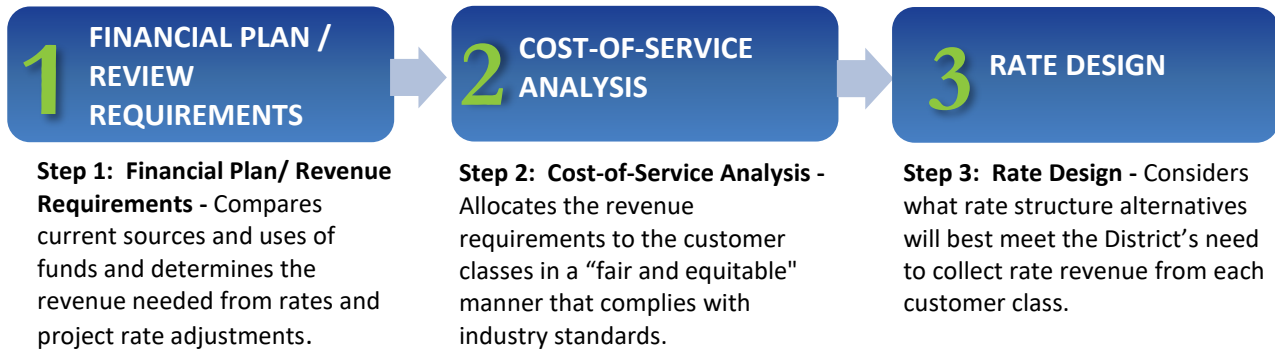 1
FINANCIAL PLAN /
REVIEW
REQUIREMENTS
2
COST-OF-SERVICE
ANALYSIS
3
RATE DESIGN
Step 1:  Financial Plan/ Revenue
Requirements - Compares
current sources and uses of
funds and determines the
revenue needed from rates and
project rate adjustments.
Step 2:  Cost-of-Service Analysis -
Allocates the revenue
requirements to the customer
classes in a “fair and equitable"
manner that complies with
industry standards.
Step 3:  Rate Design - Considers
what rate structure alternatives
will best meet the District’s need
to collect rate revenue from each
customer class.